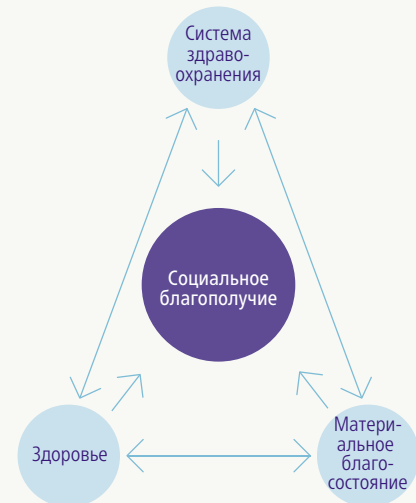 Система
здраво-
охранения
Социальное
благополучие
Здоровье
Матери-
альное
благо-
состояние